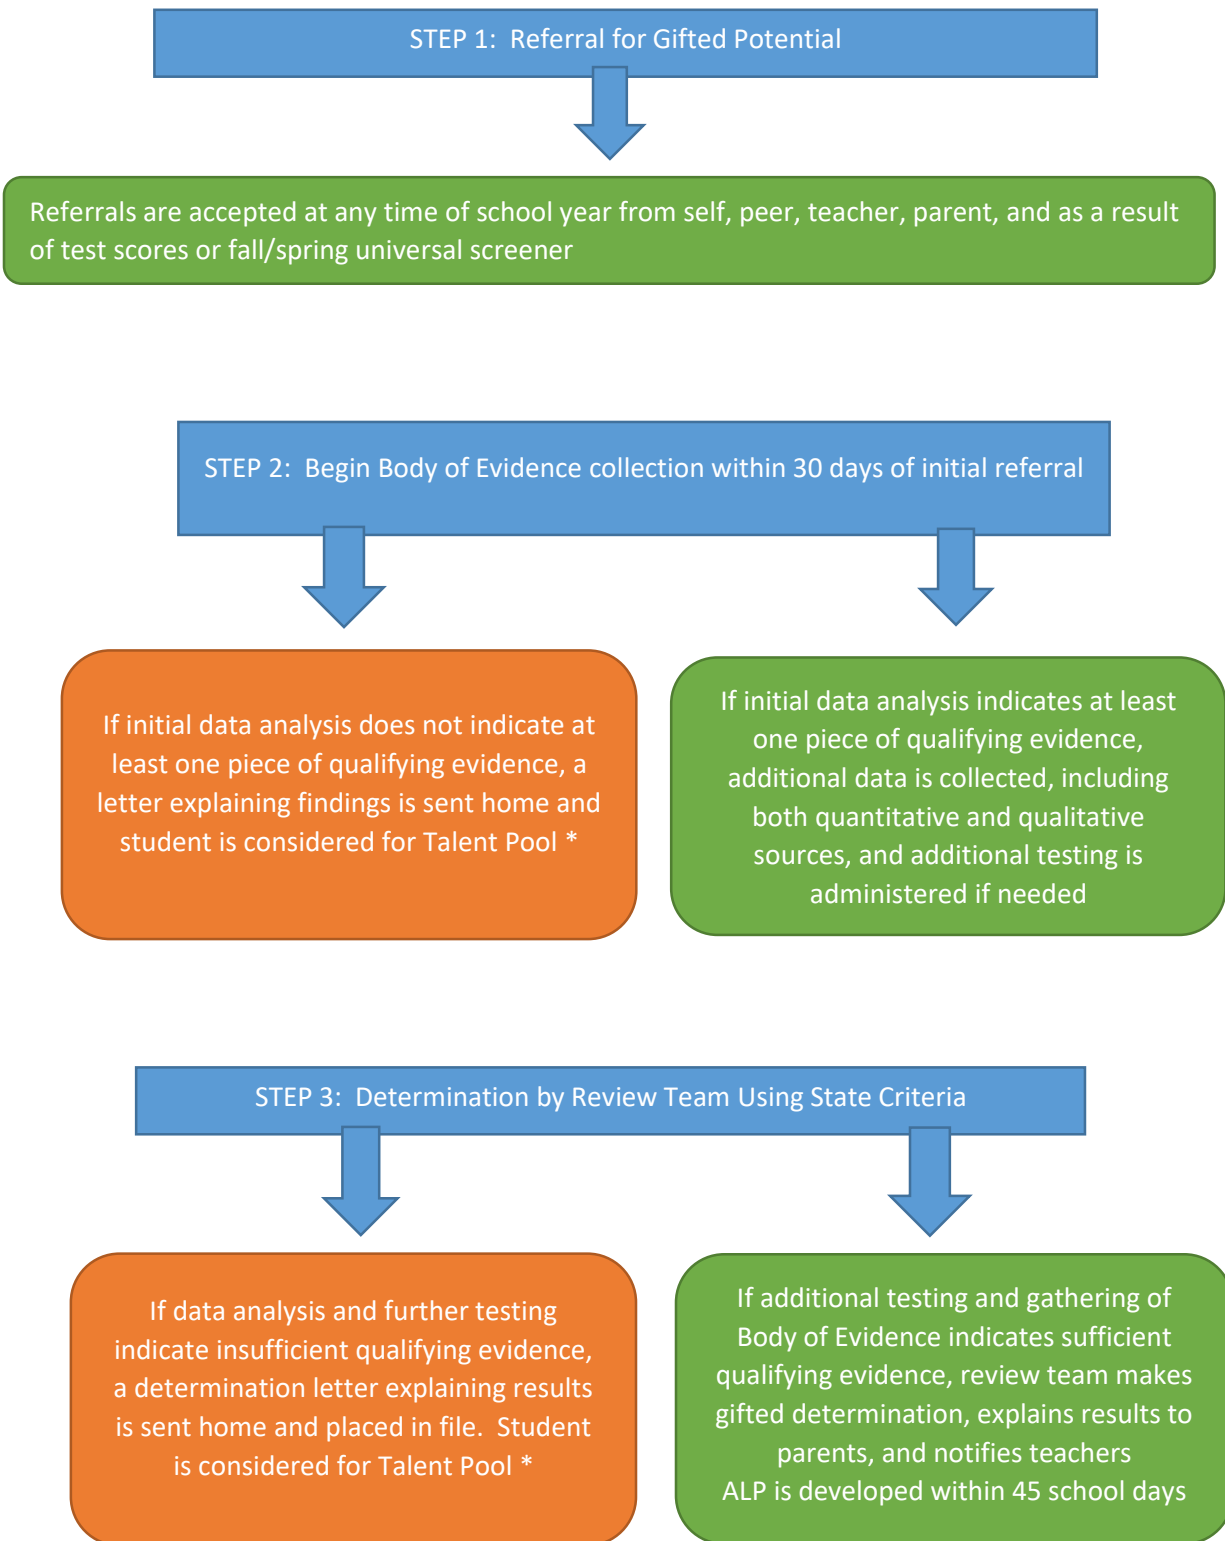 STEP 1:  Referral for Gifted Potential
Referrals are accepted at any time of school year from self, peer, teacher, parent, and as a result
of test scores or fall/spring universal screener
STEP 2:  Begin Body of Evidence collection within 30 days of initial referral
If initial data analysis does not indicate at
least one piece of qualifying evidence, a
letter explaining findings is sent home and
student is considered for Talent Pool *
If initial data analysis indicates at least
one piece of qualifying evidence,
additional data is collected, including
both quantitative and qualitative
sources, and additional testing is
administered if needed
STEP 3:  Determination by Review Team Using State Criteria
If data analysis and further testing
indicate insufficient qualifying evidence,
a determination letter explaining results
is sent home and placed in file.  Student
is considered for Talent Pool *
If additional testing and gathering of
Body of Evidence indicates sufficient
qualifying evidence, review team makes
gifted determination, explains results to
parents, and notifies teachers
ALP is developed within 45 school days